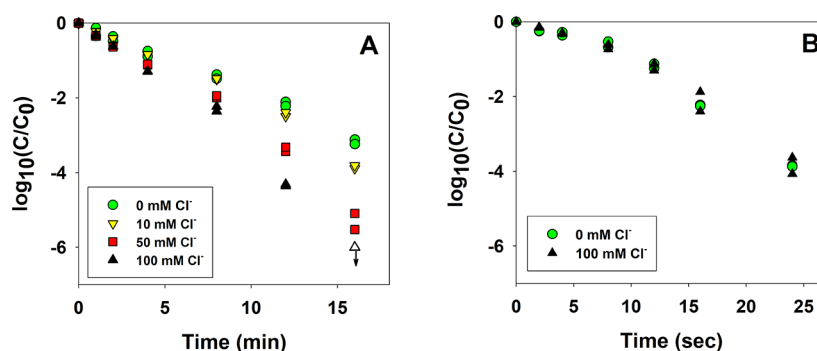 A
log10(C/C0)
0
-2
-4
-6
0 mM Cl-
10 mM Cl-
50 mM Cl-
100 mM Cl-
0 5 10 15
Time (min)
B
log10(C/C0)
0
-2
-4
-6
0 mM Cl-
100 mM Cl-
0 5 10 15 20 25
Time (sec)